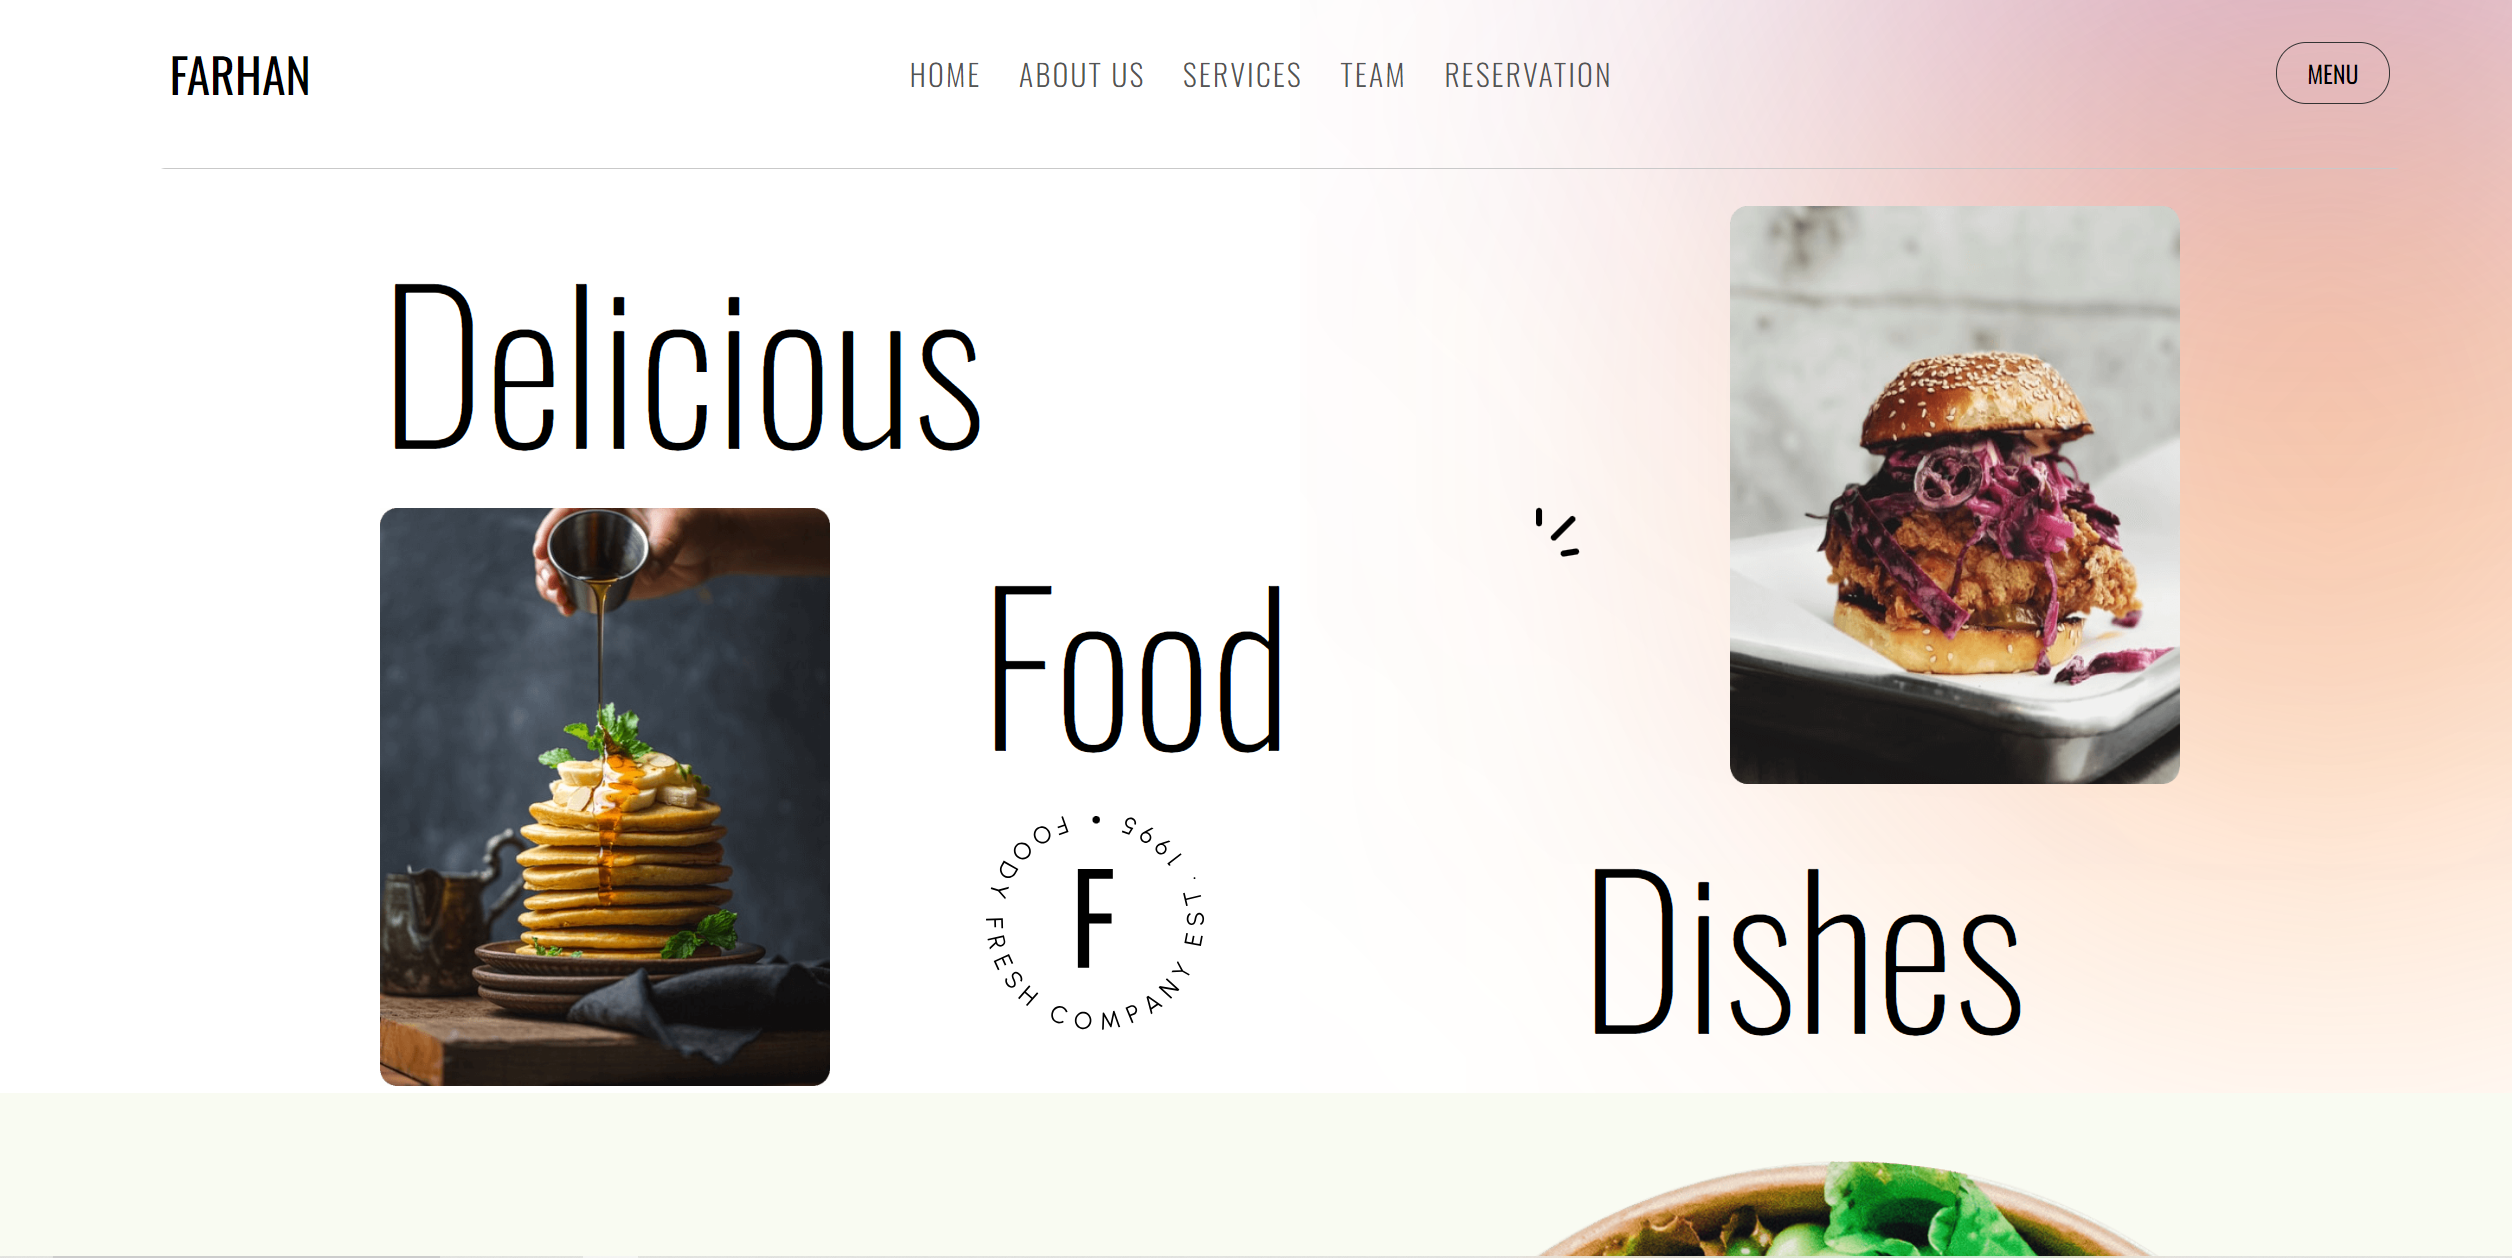 FARHAN
HOME ABOUT US SERVICES TEAM RESERVATION
MENU
Delicious
Food
Dishes
FOODY FRESH COMPANY EST. 1995 •
F